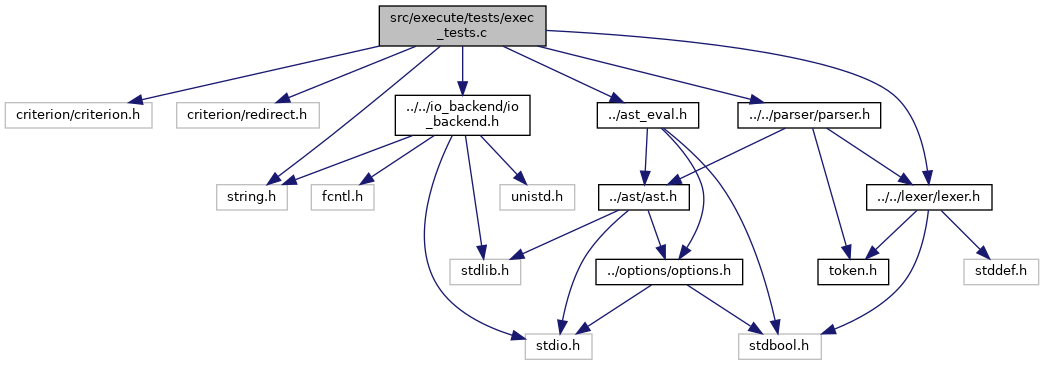 src/execute/tests/exec
_tests.c
criterion/criterion.h
criterion/redirect.h
../../io_backend/io
_backend.h
../ast_eval.h
../../parser/parser.h
string.h
fcntl.h
unistd.h
../ast/ast.h
../../lexer/lexer.h
stdlib.h
../options/options.h
token.h
stddef.h
stdio.h
stdbool.h